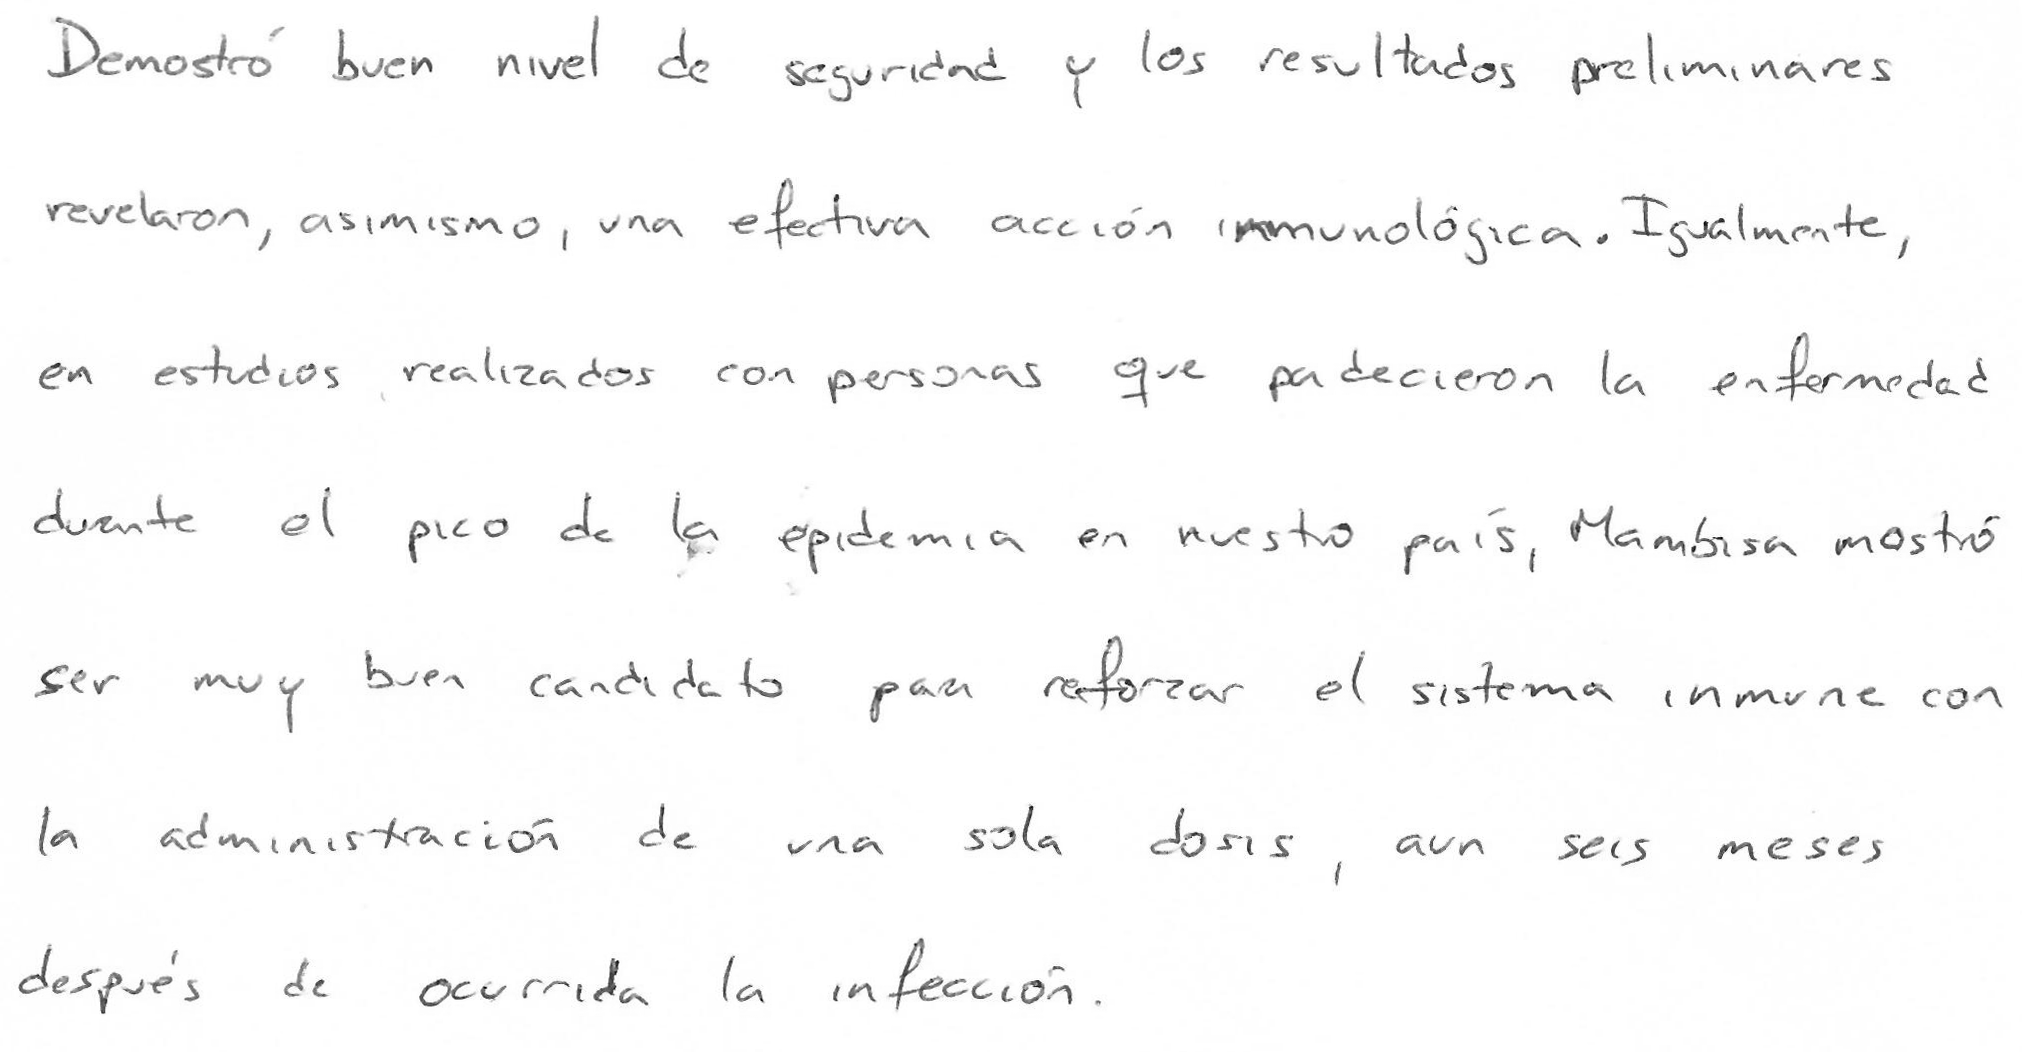 Demostró buen nivel de seguridad y los resultados preliminares
revelaron, asimismo, una efectiva acción inmunológica. Igualmente,
en estudios realizados con personas que padecieron la enfermedad
durante el pico de la epidemia en nuestro país, Mambisa mostró
ser muy buen candidato para reforzar el sistema inmune con
la administración de una sola dosis, aun seis meses
después de ocurrida la infección.